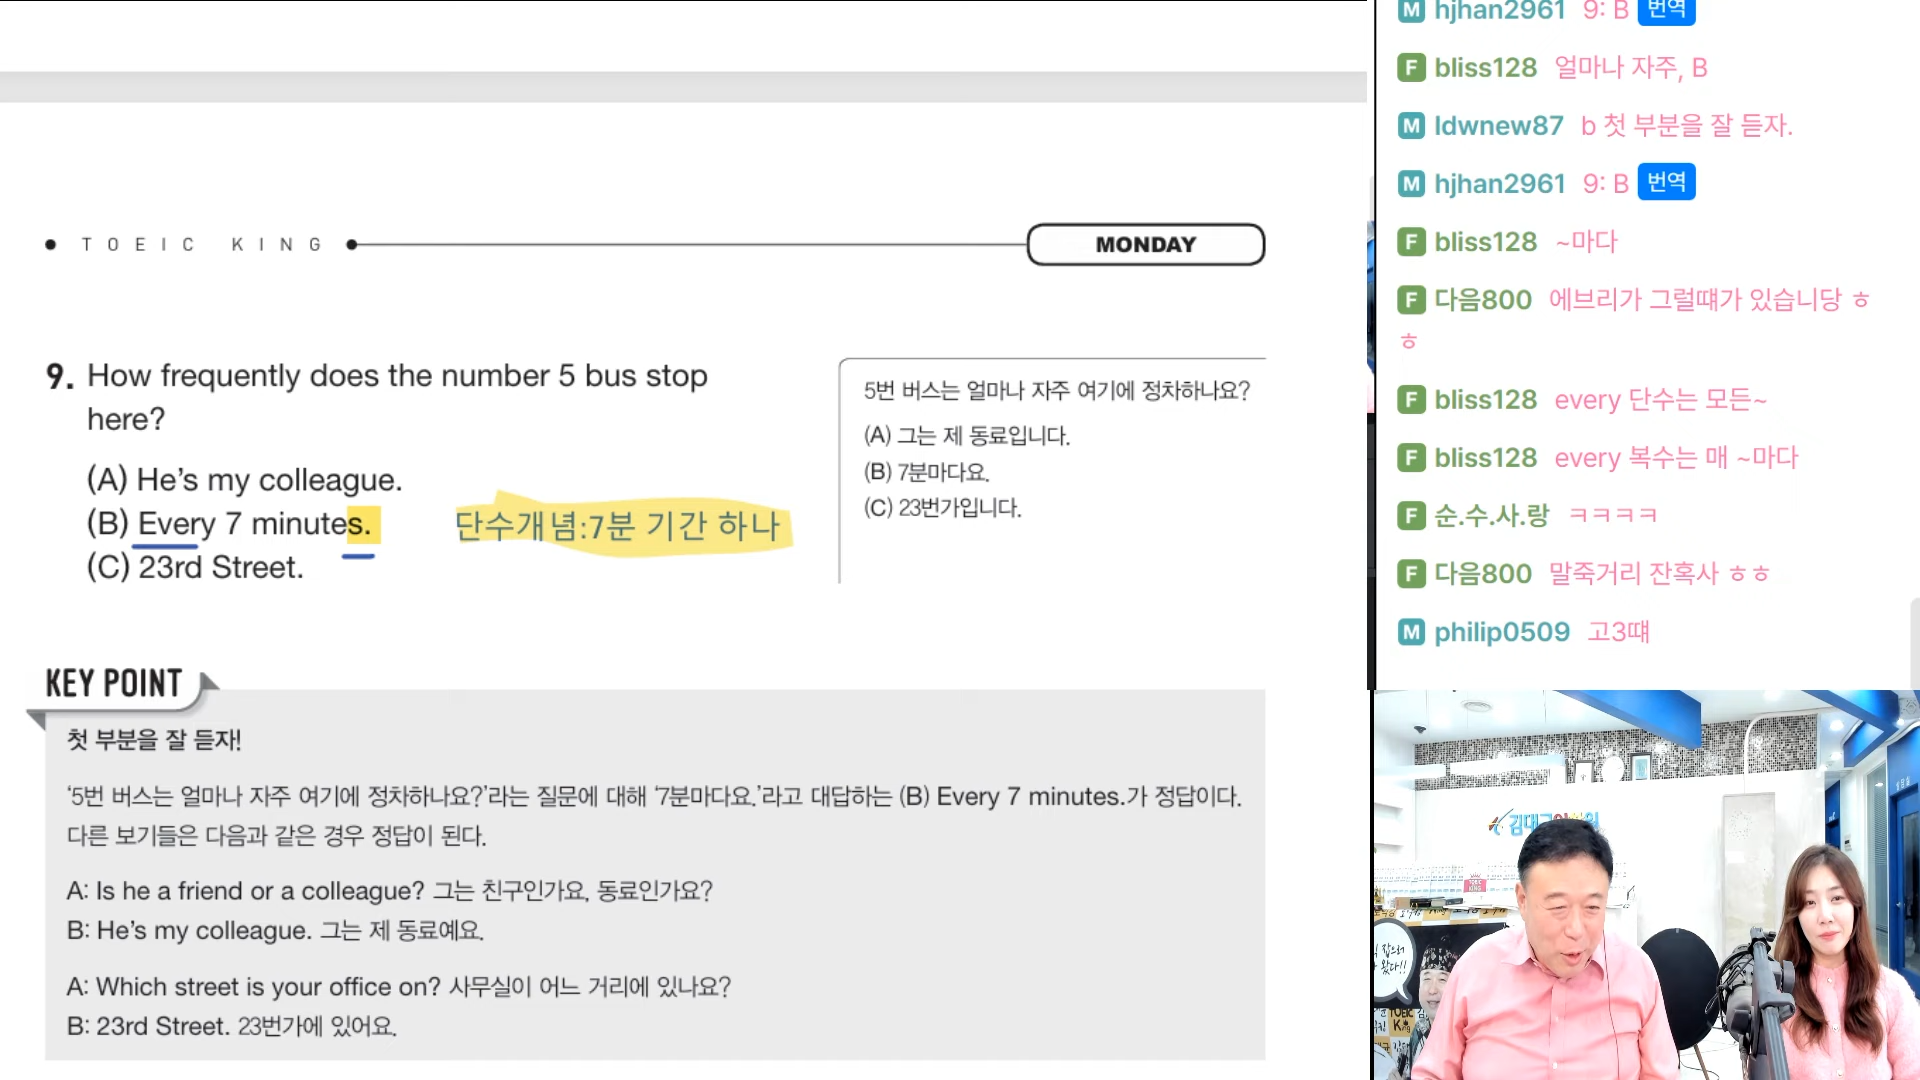 TOEIC KING
MONDAY
9. How frequently does the number 5 bus stop
here?
(A) He's my colleague.
(B) Every 7 minutes.
(C) 23rd Street.
단수개념:7분 기간 하나
5번 버스는 얼마나 자주 여기에 정차하나요?
(A) 그는 제 동료입니다.
(B) 7분마다요.
(C) 23번가입니다.
KEY POINT
첫 부분을 잘 듣자!
'5번 버스는 얼마나 자주 여기에 정차하나요?'라는 질문에 대해 '7분마다요.'라고 대답하는 (B) Every 7 minutes.가 정답이다.
다른 보기들은 다음과 같은 경우 정답이 된다.
A: Is he a friend or a colleague? 그는 친구인가요, 동료인가요?
B: He's my colleague. 그는 제 동료예요.
A: Which street is your office on? 사무실이 어느 거리에 있나요?
B: 23rd Street. 23번가에 있어요.
M hjhan2961 9: B 번역
F bliss128 얼마나 자주, B
M ldwnew87 b 첫 부분을 잘 듣자.
M hjhan2961 9: B 번역
F bliss128 ~마다
F 다음800 에브리가 그럴떄가 있습니당 ㅎ
ㅎ
F bliss128 every 단수는 모든~
F bliss128 every 복수는 매 ~마다
F 순.수.사.랑 ㅋㅋㅋㅋ
F 다음800 말죽거리 잔혹사 ㅎㅎ
M philip0509 고3떄